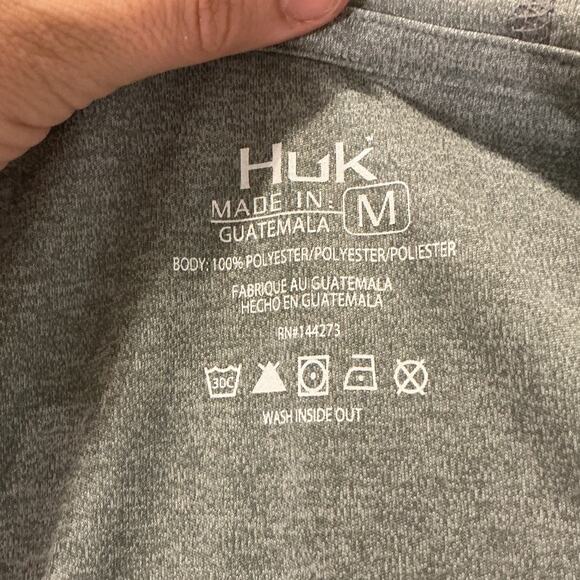 Huk
MADE IN: M
GUATEMALA
BODY: 100% POLYESTER/POLYESTER/POLIESTER
FABRIQUE AU GUATEMALA
HECHO EN GUATEMALA
RN#144273
30C
WASH INSIDE OUT